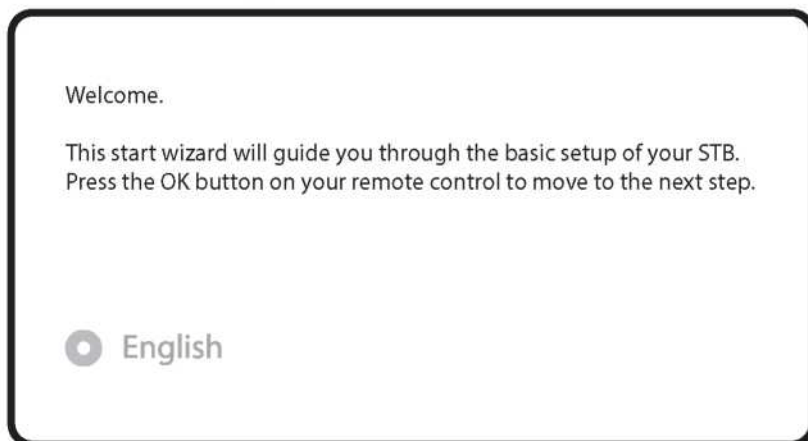 Welcome.
This start wizard will guide you through the basic setup of your STB.
Press the OK button on your remote control to move to the next step.
English